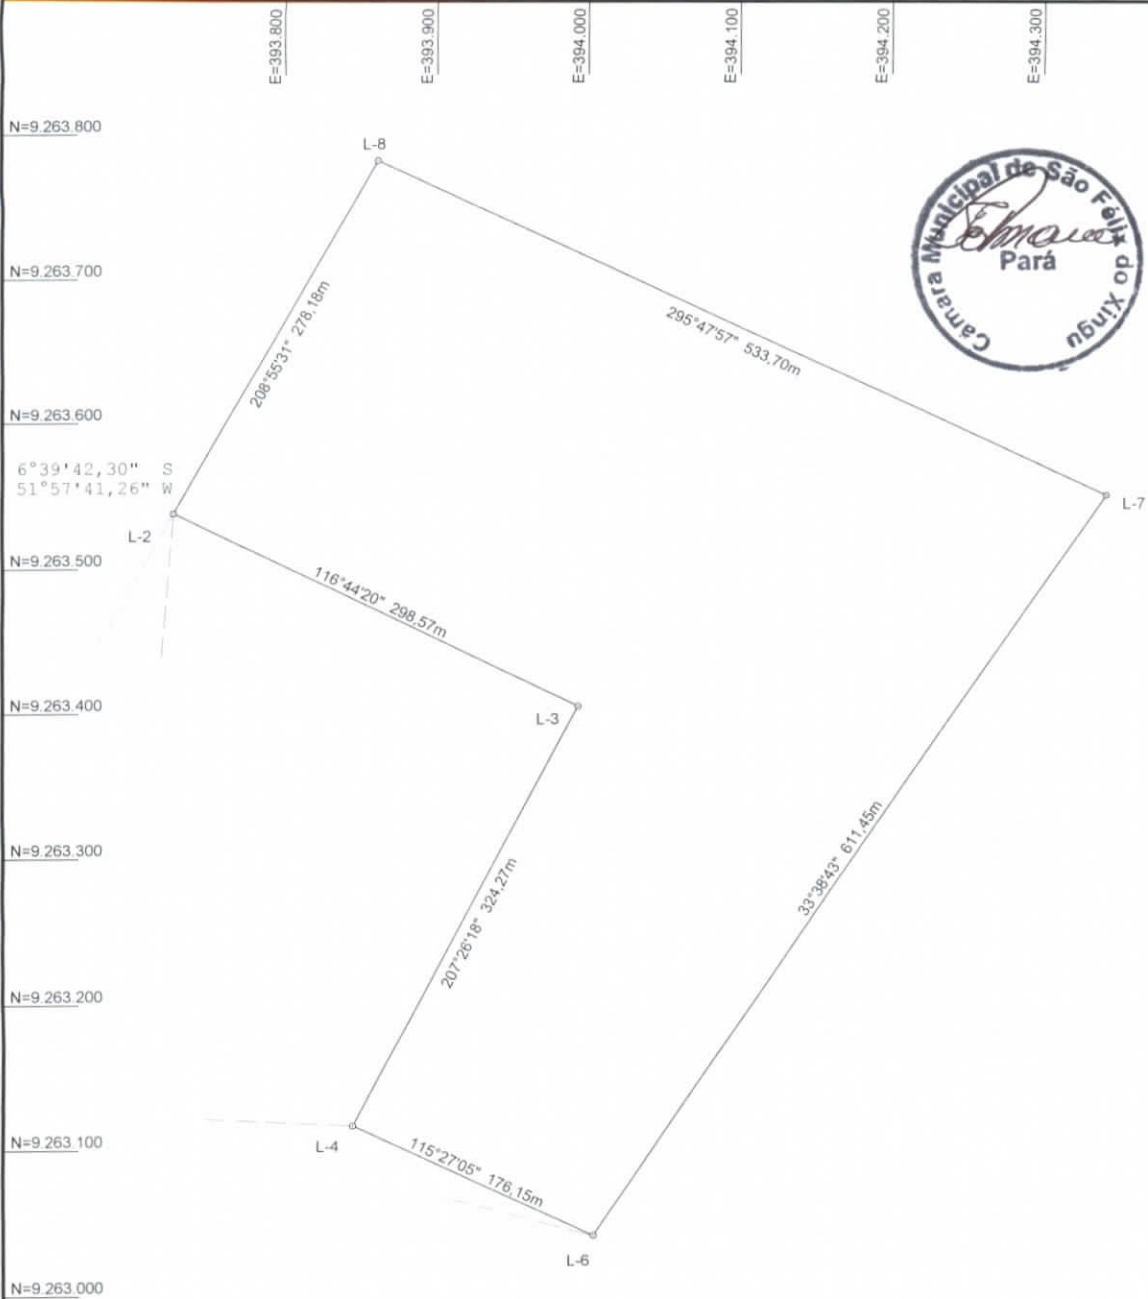 E=393.800
E=393.900
E=394.000
E=394.100
E=394.200
E=394.300
N=9.263.800
L-8
Câmara Municipal de São Félix do Xingu
Pará
N=9.263.700
208°55'31" 278,18m
295°47'57" 533,70m
N=9.263.600
6°39'42,30" S
51°57'41,26" W
L-7
L-2
N=9.263.500
116°44'20" 298,57m
N=9.263.400
L-3
N=9.263.300
33°38'43" 611,45m
207°26'18" 324,27m
N=9.263.200
N=9.263.100
L-4
115°27'05" 176,15m
L-6
N=9.263.000